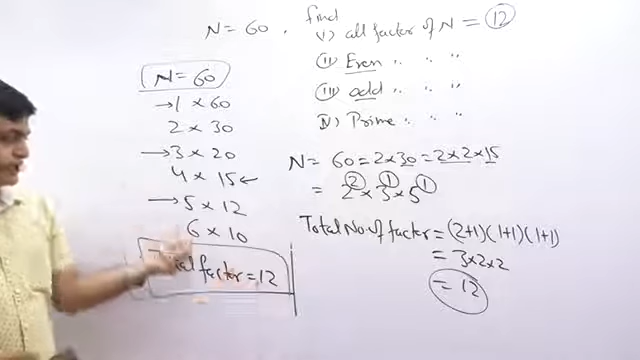 N = 60 , find
(i) all factor of N = 12
(ii) Even " " "
(iii) odd " " "
iv) Prime " " "
N = 60
→ 1 × 60
2 × 30
→ 3 × 20
4 × 15 ←
→ 5 × 12
6 × 10
factor = 12
N = 60 = 2×30 = 2×2×15
= 2² × 3¹ × 5¹
Total No. of factor = (2+1)(1+1)(1+1)
= 3×2×2
= 12